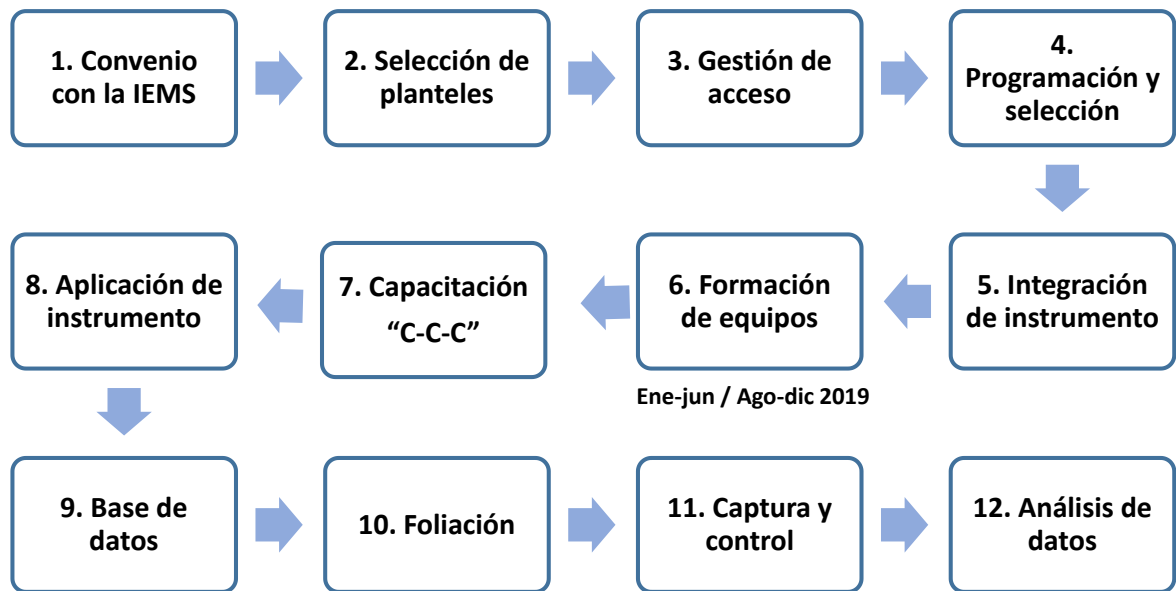 1. Convenio
con la IEMS
2. Selección de
planteles
3. Gestión de
acceso
4.
Programación y
selección
5. Integración
de instrumento
6. Formación
de equipos
Ene-jun / Ago-dic 2019
7. Capacitación
“C-C-C”
8. Aplicación de
instrumento
9. Base de
datos
10. Foliación
11. Captura y
control
12. Análisis de
datos